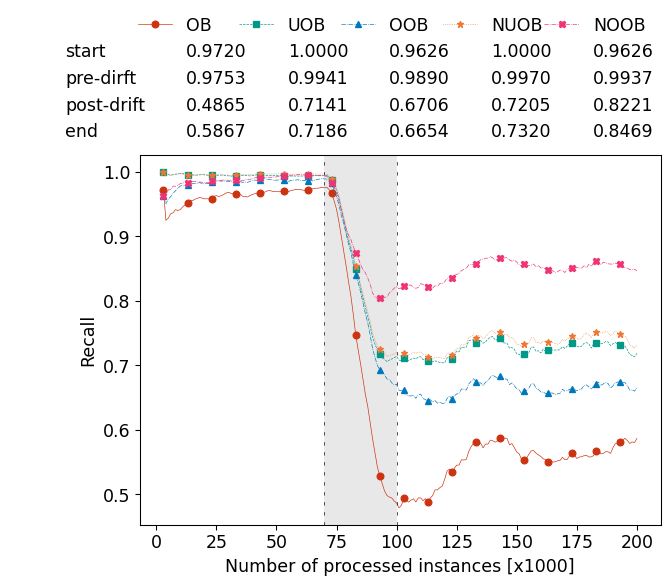 OB UOB OOB NUOB NOOB
start 0.9720 1.0000 0.9626 1.0000 0.9626
pre-dirft 0.9753 0.9941 0.9890 0.9970 0.9937
post-drift 0.4865 0.7141 0.6706 0.7205 0.8221
end 0.5867 0.7186 0.6654 0.7320 0.8469
1.0
0.9
0.8
0.7
0.6
0.5
Recall
0 25 50 75 100 125 150 175 200
Number of processed instances [x1000]